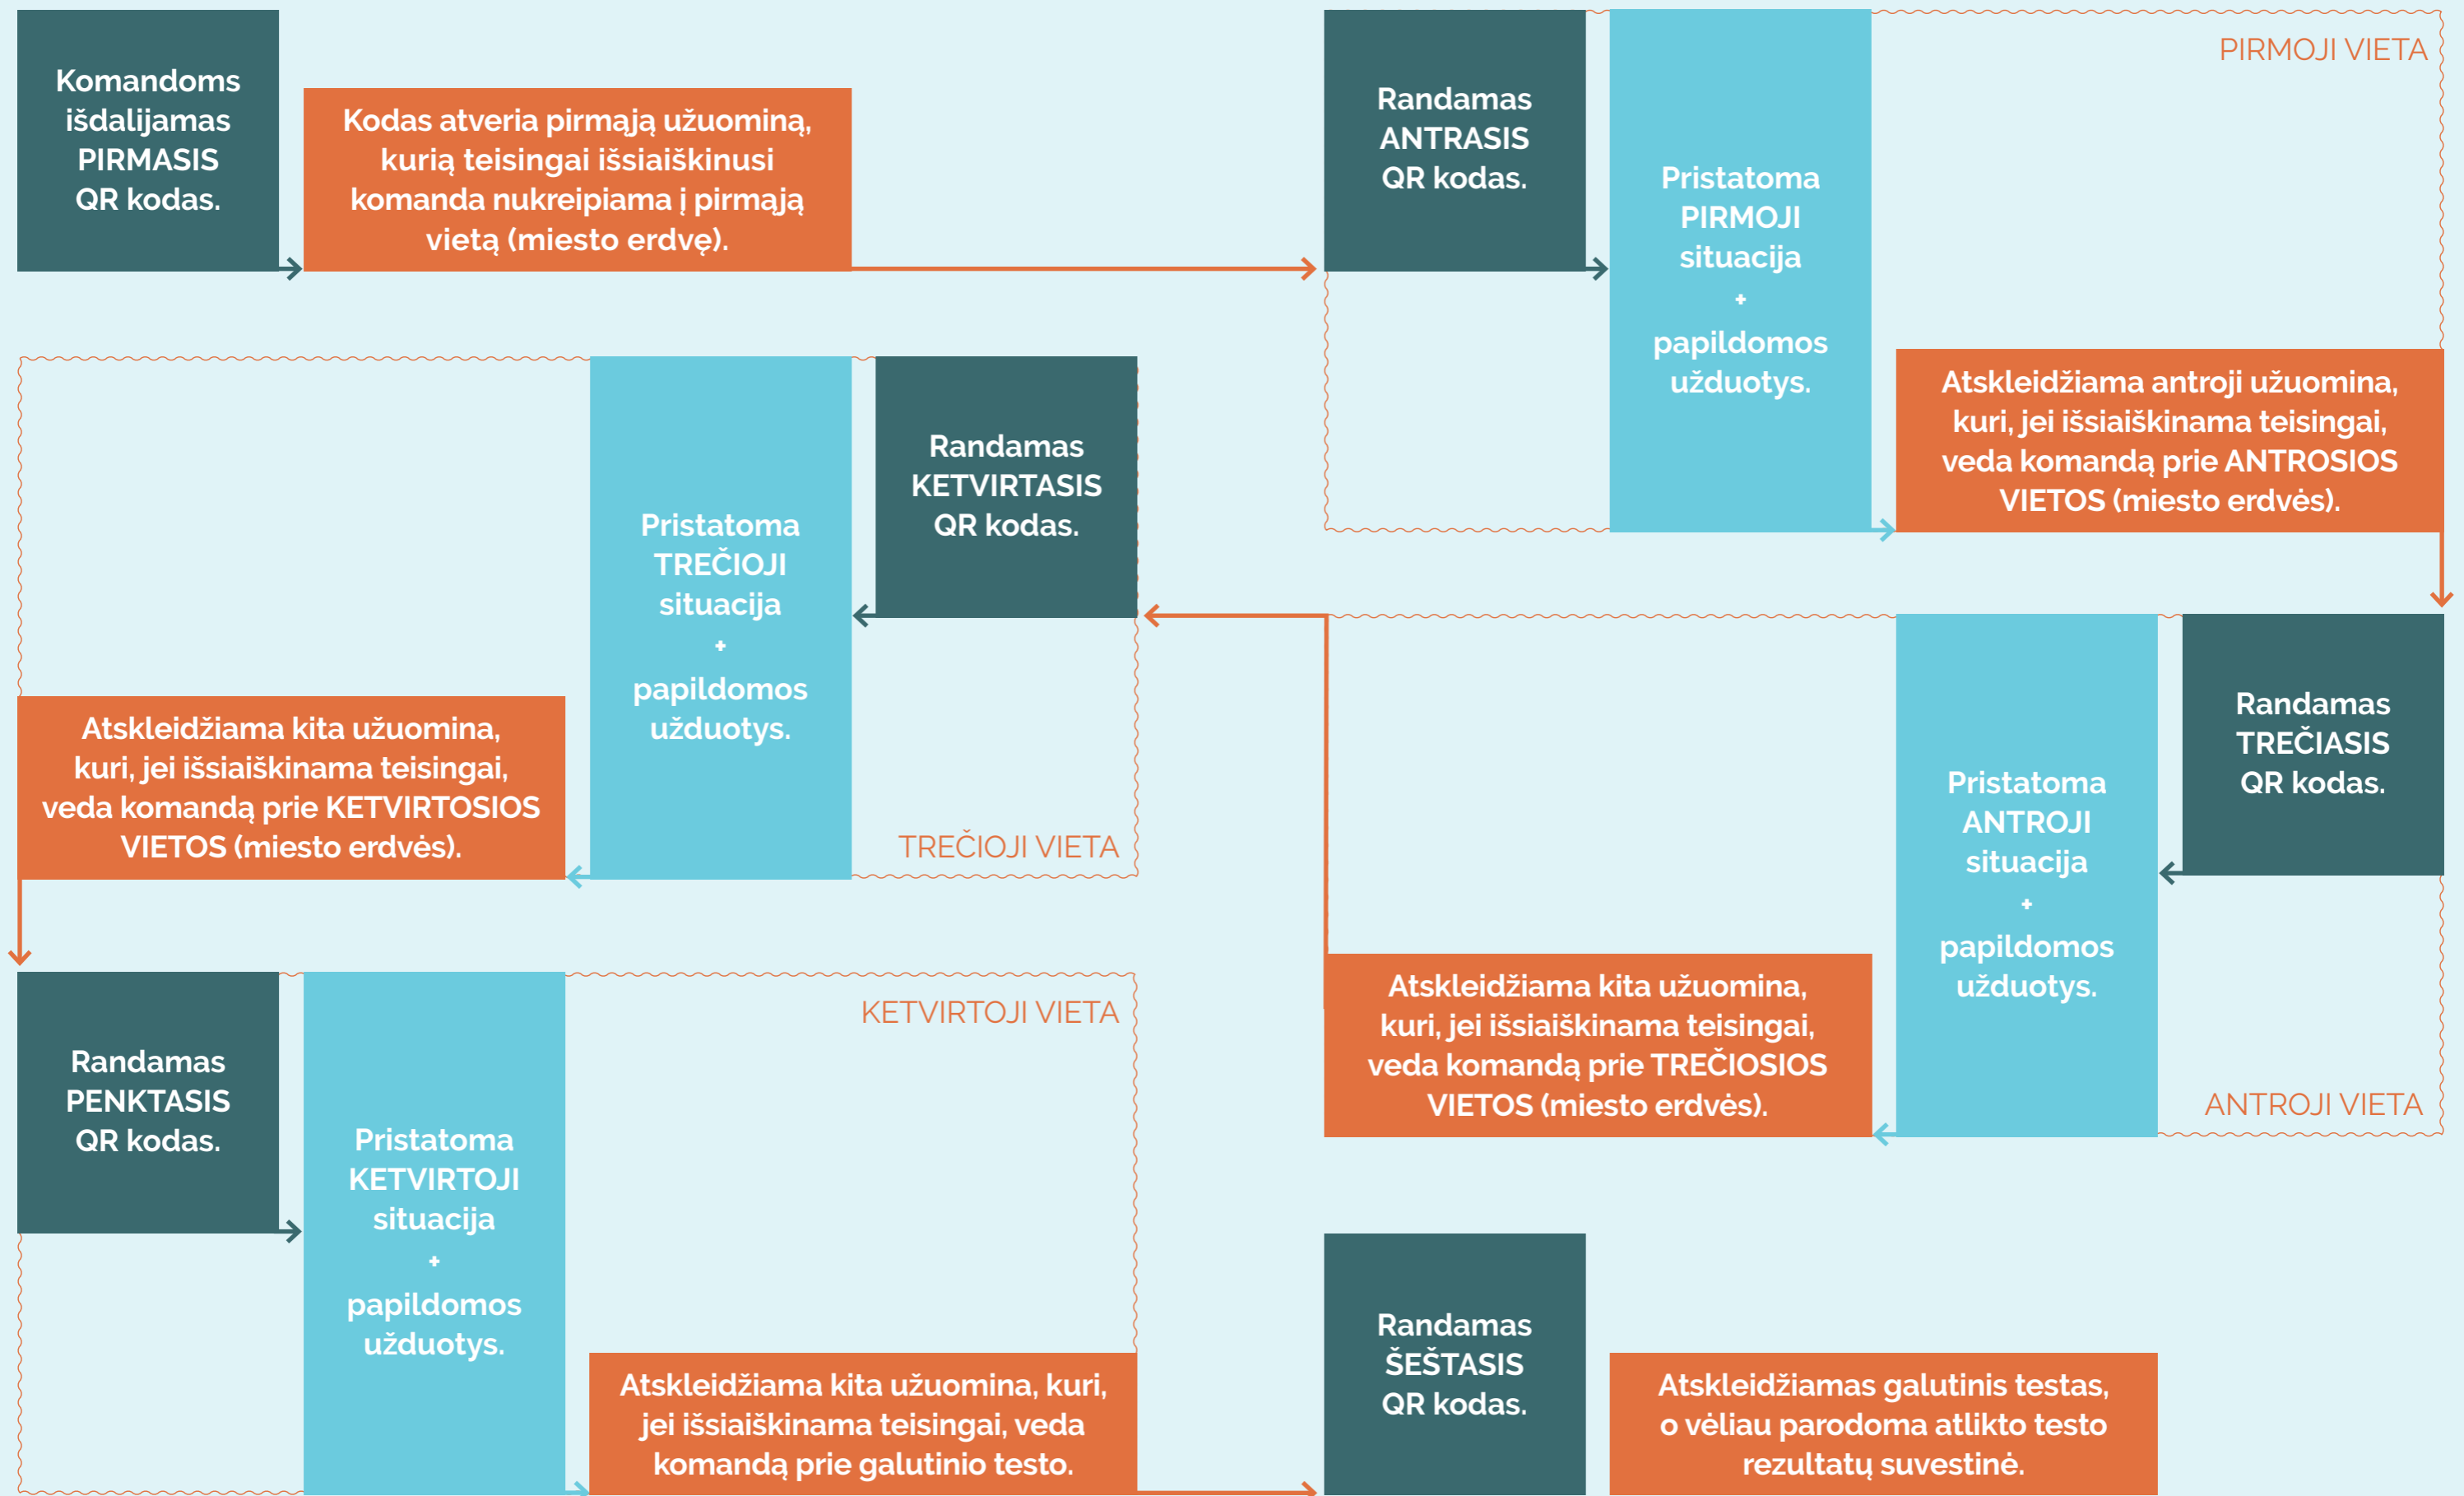 Komandoms
išdalijamas
PIRMASIS
QR kodas.
Kodas atveria pirmąją užuominą,
kurią teisingai išsiaiškinusi
komanda nukreipiama į pirmąją
vietą (miesto erdvę).
PIRMOJI VIETA
Randamas
ANTRASIS
QR kodas.
Pristatoma
PIRMOJI
situacija
+
papildomos
užduotys.
Atskleidžiama antroji užuomina,
kuri, jei išsiaiškinama teisingai,
veda komandą prie ANTROSIOS
VIETOS (miesto erdvės).
Randamas
TREČIASIS
QR kodas.
Pristatoma
ANTROJI
situacija
+
papildomos
užduotys.
ANTROJI VIETA
Atskleidžiama kita užuomina,
kuri, jei išsiaiškinama teisingai,
veda komandą prie TREČIOSIOS
VIETOS (miesto erdvės).
Randamas
KETVIRTASIS
QR kodas.
Pristatoma
TREČIOJI
situacija
+
papildomos
užduotys.
TREČIOJI VIETA
Atskleidžiama kita užuomina,
kuri, jei išsiaiškinama teisingai,
veda komandą prie KETVIRTOSIOS
VIETOS (miesto erdvės).
Randamas
PENKTASIS
QR kodas.
KETVIRTOJI VIETA
Pristatoma
KETVIRTOJI
situacija
+
papildomos
užduotys.
Atskleidžiama kita užuomina, kuri,
jei išsiaiškinama teisingai, veda
komandą prie galutinio testo.
Randamas
ŠEŠTASIS
QR kodas.
Atskleidžiamas galutinis testas,
o vėliau parodoma atlikto testo
rezultatų suvestinė.